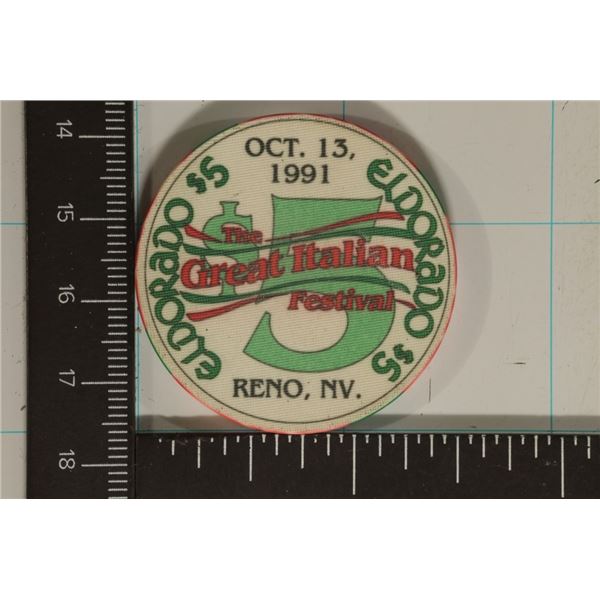 OCT. 13,
1991
ELDORADO $5
ELDORADO $5
$5
The
Great Italian
Festival
RENO, NV.
14
15
16
17
18